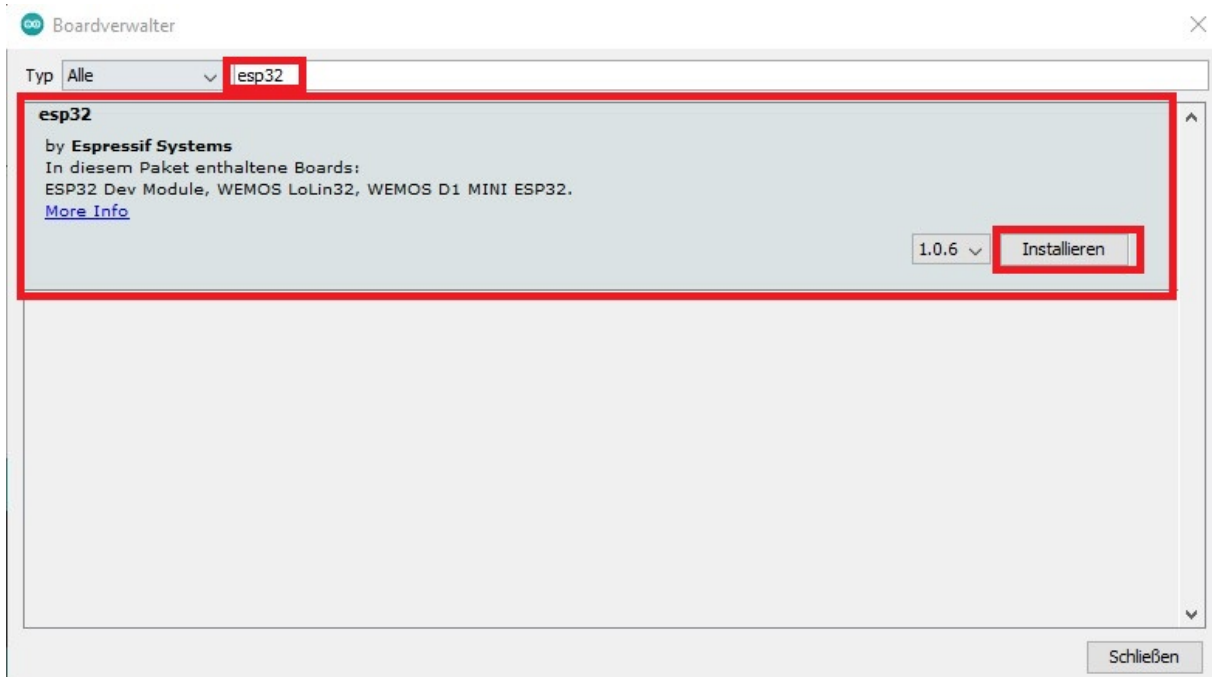 Boardverwalter
Typ Alle esp32
esp32
by Espressif Systems
In diesem Paket enthaltene Boards:
ESP32 Dev Module, WEMOS LoLin32, WEMOS D1 MINI ESP32.
More Info
1.0.6 Installieren
Schließen